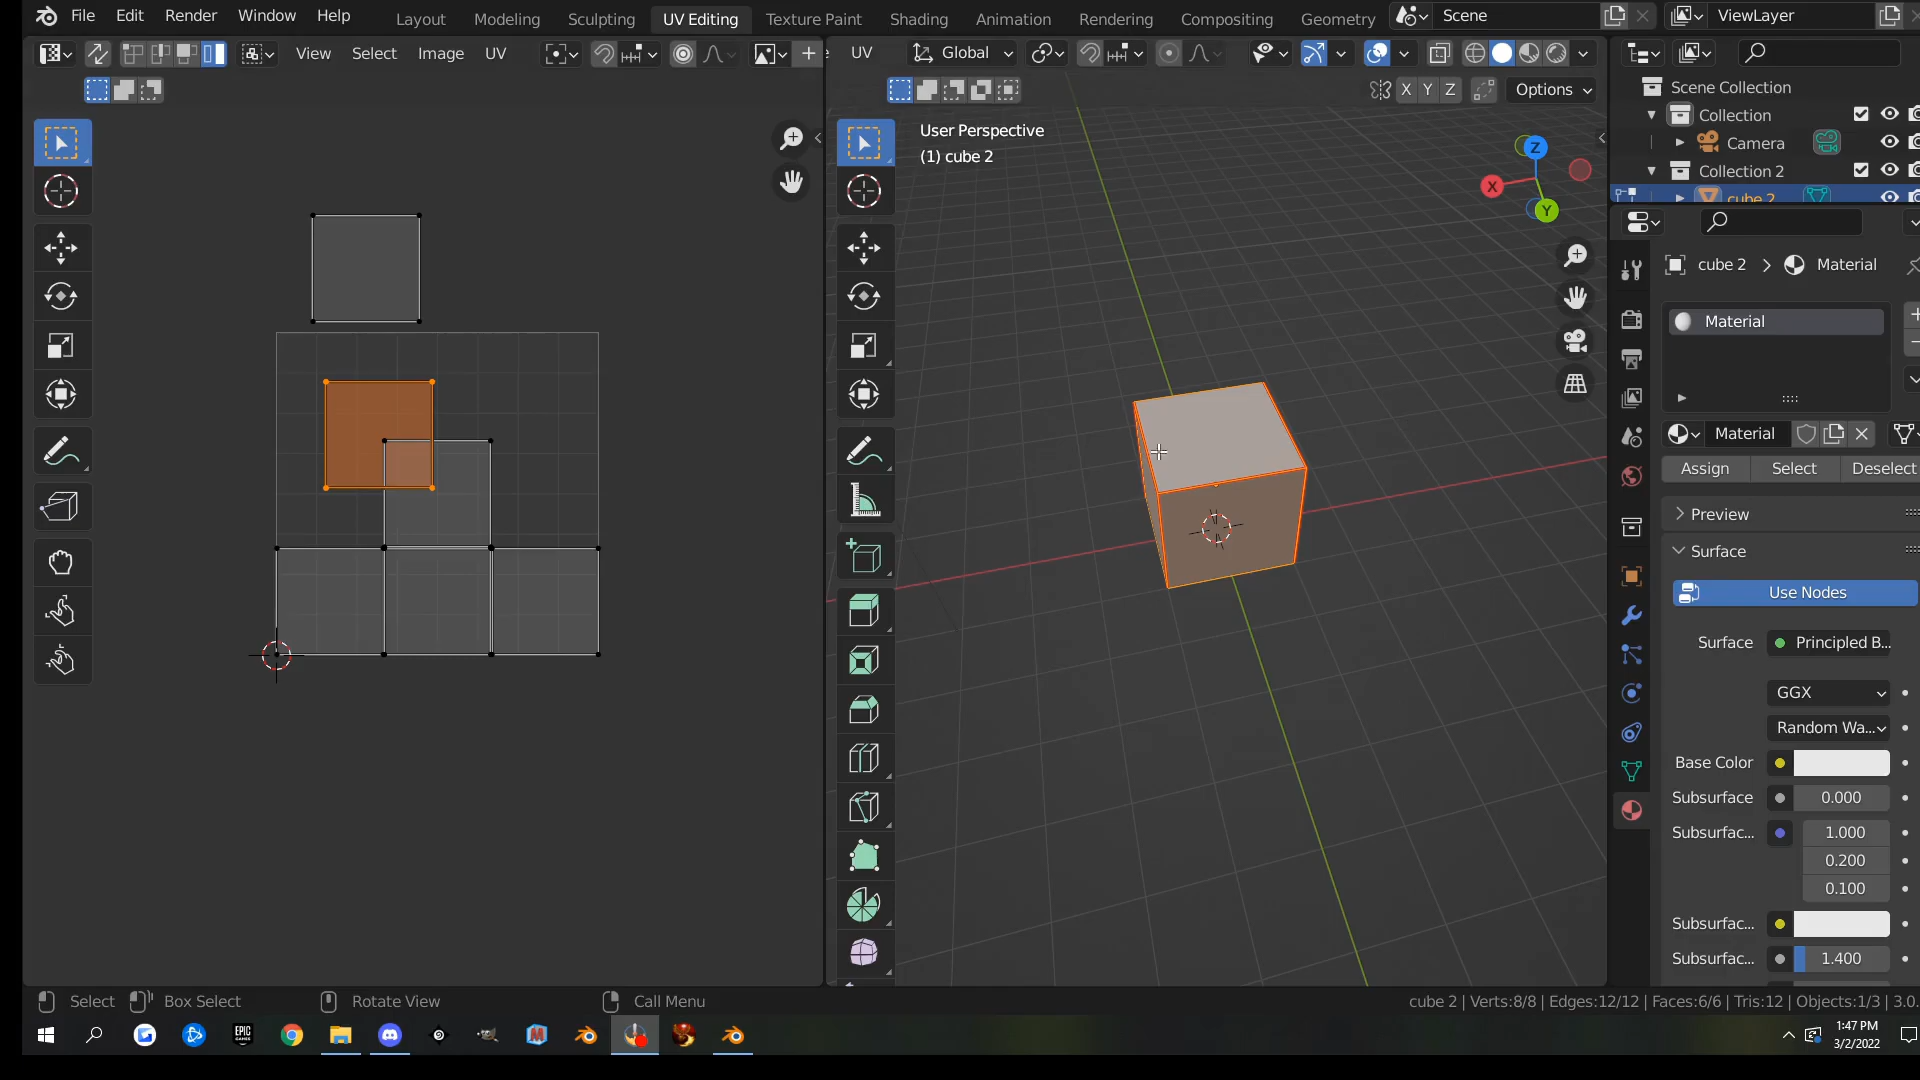 File Edit Render Window Help
Layout Modeling Sculpting UV Editing Texture Paint Shading Animation Rendering Compositing Geometry
Scene
ViewLayer
View Select Image UV
UV Global
X Y Z Options
User Perspective
(1) cube 2
Z
X
Y
Scene Collection
Collection
Camera
Collection 2
cube 2
cube 2 > Material
Material
Material
Assign Select Deselect
Preview
Surface
Use Nodes
Surface Principled B...
GGX
Random Wa...
Base Color
Subsurface 0.000
Subsurfac... 1.000
0.200
0.100
Subsurfac...
Subsurfac... 1.400
Select Box Select Rotate View Call Menu
cube 2 | Verts:8/8 | Edges:12/12 | Faces:6/6 | Tris:12 | Objects:1/3 | 3.0.
EPIC GAMES
1:47 PM
3/2/2022